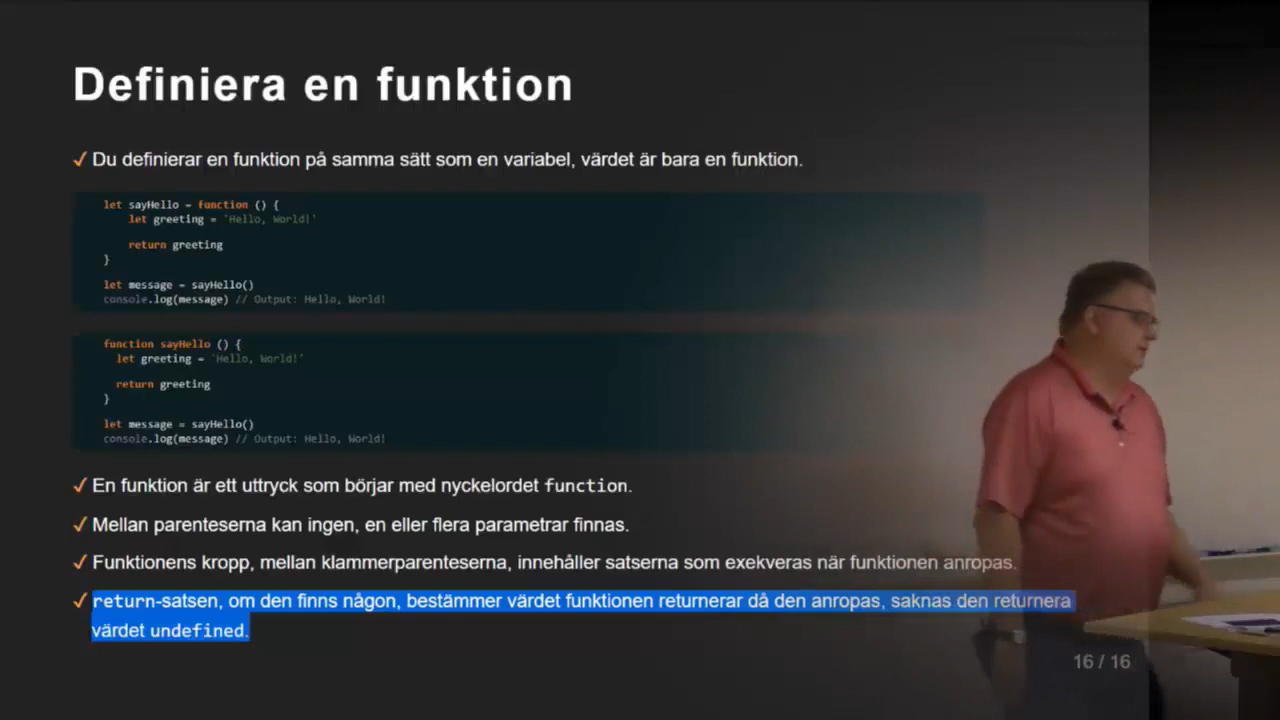 Definiera en funktion
✓ Du definierar en funktion på samma sätt som en variabel, värdet är bara en funktion.
let sayHello = function () {
let greeting = 'Hello, World!'
return greeting
}
let message = sayHello()
console.log(message) // Output: Hello, World!
function sayHello () {
let greeting = 'Hello, World!'
return greeting
}
let message = sayHello()
console.log(message) // Output: Hello, World!
✓ En funktion är ett uttryck som börjar med nyckelordet function.
✓ Mellan parenteserna kan ingen, en eller flera parametrar finnas.
✓ Funktionens kropp, mellan klammerparenteserna, innehåller satserna som exekveras när funktionen anropas.
✓ return-satsen, om den finns någon, bestämmer värdet funktionen returnerar då den anropas, saknas den returnera
värdet undefined.
16 / 16